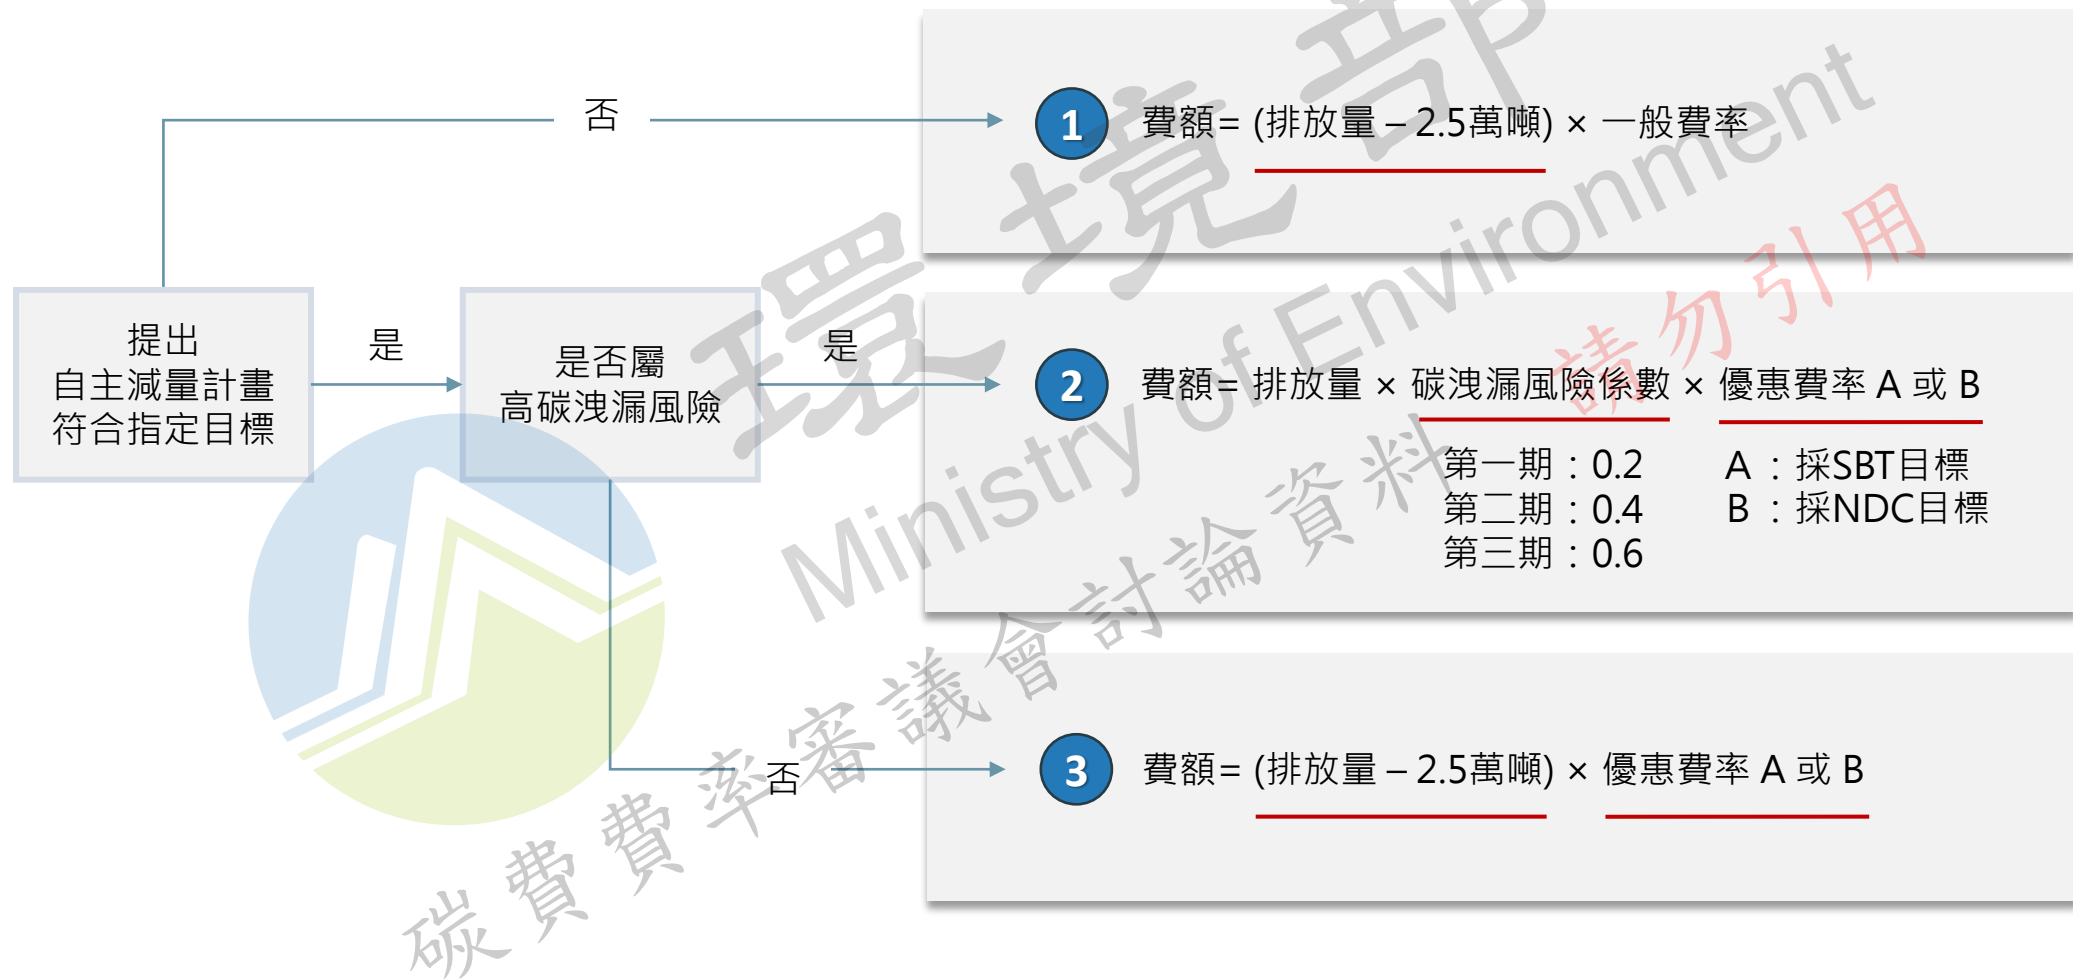 否
1
費額= (排放量 – 2.5萬噸) × 一般費率
提出
自主減量計畫
符合指定目標
是
是否屬
高碳洩漏風險
是
2
費額= 排放量 × 碳洩漏風險係數 × 優惠費率 A 或 B
第一期：0.2
第二期：0.4
第三期：0.6
A ：採SBT目標
B ：採NDC目標
否
3
費額= (排放量 – 2.5萬噸) × 優惠費率 A 或 B
環境部
Ministry of Environment
碳費費率審議會討論資料
請勿引用